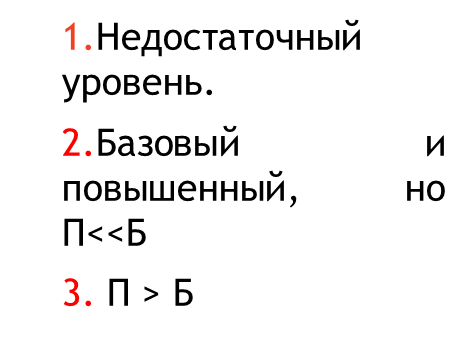 1.Недостаточный
уровень.
2.Базовый и
повышенный, но
П<<Б
3. П > Б